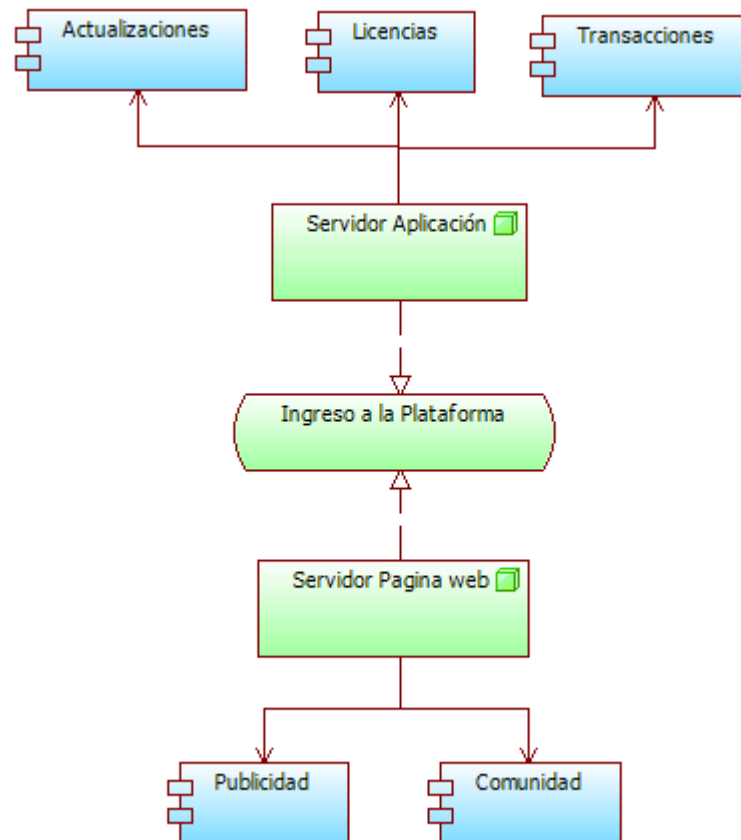 Actualizaciones
Licencias
Transacciones
Servidor Aplicación
Ingreso a la Plataforma
Servidor Pagina web
Publicidad
Comunidad